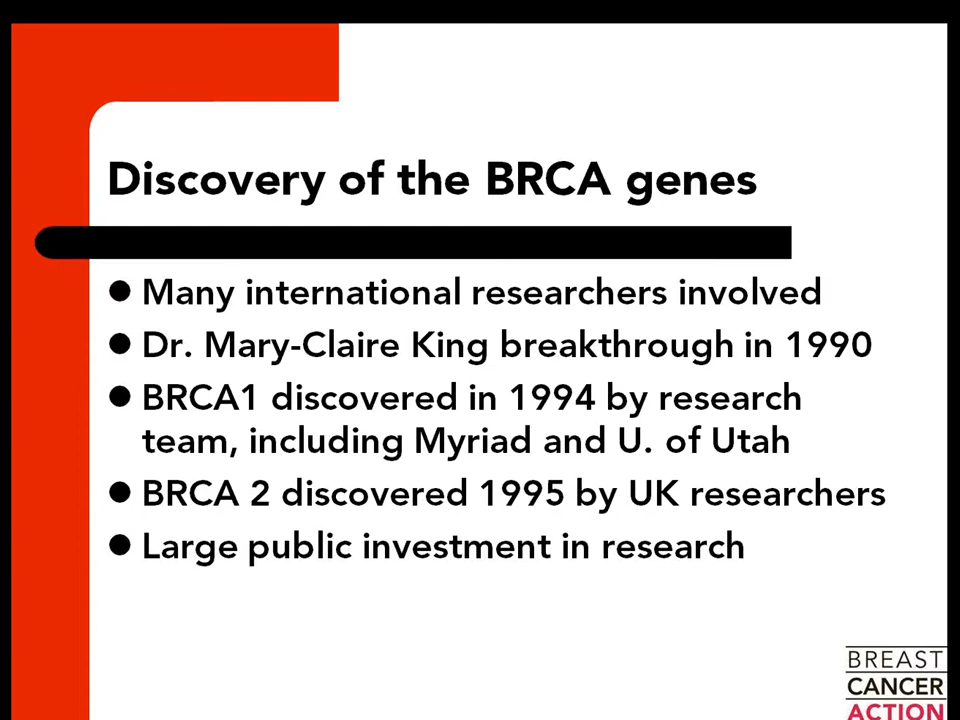 Discovery of the BRCA genes
Many international researchers involved
Dr. Mary-Claire King breakthrough in 1990
BRCA1 discovered in 1994 by research
team, including Myriad and U. of Utah
BRCA 2 discovered 1995 by UK researchers
Large public investment in research
BREAST
CANCER
ACTION